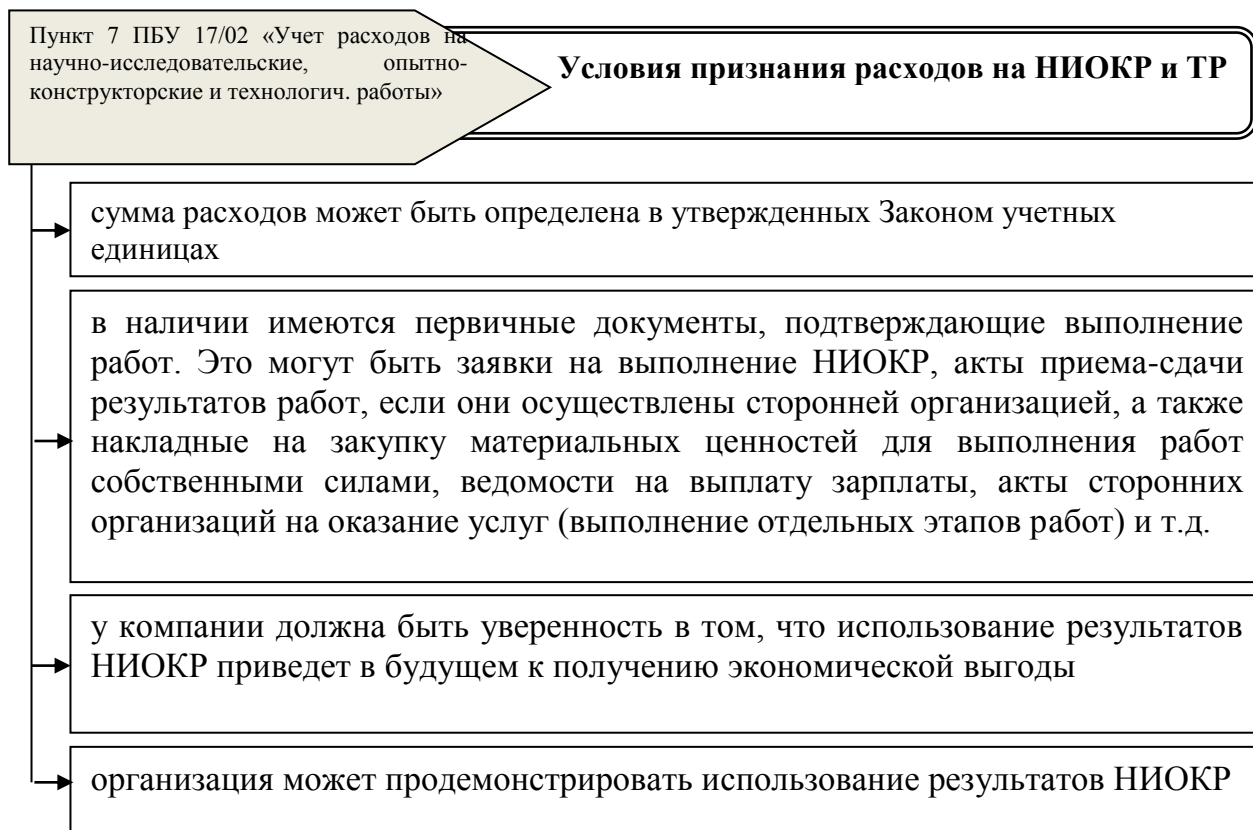 Пункт 7 ПБУ 17/02 «Учет расходов на
научно-исследовательские, опытно-
конструкторские и технологич. работы»
Условия признания расходов на НИОКР и ТР
сумма расходов может быть определена в утвержденных Законом учетных
единицах
в наличии имеются первичные документы, подтверждающие выполнение
работ. Это могут быть заявки на выполнение НИОКР, акты приема-сдачи
результатов работ, если они осуществлены сторонней организацией, а также
накладные на закупку материальных ценностей для выполнения работ
собственными силами, ведомости на выплату зарплаты, акты сторонних
организаций на оказание услуг (выполнение отдельных этапов работ) и т.д.
у компании должна быть уверенность в том, что использование результатов
НИОКР приведет в будущем к получению экономической выгоды
организация может продемонстрировать использование результатов НИОКР